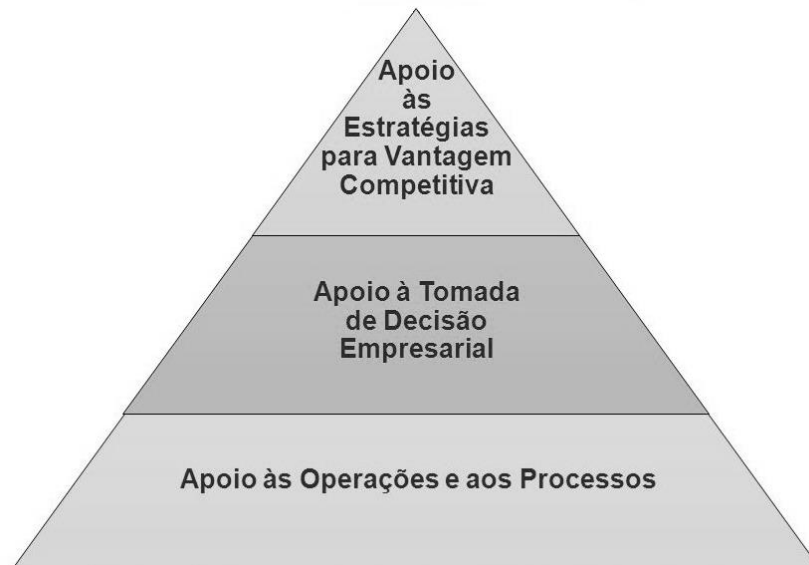 Apoio
às
Estratégias
para Vantagem
Competitiva
Apoio à Tomada
de Decisão
Empresarial
Apoio às Operações e aos Processos